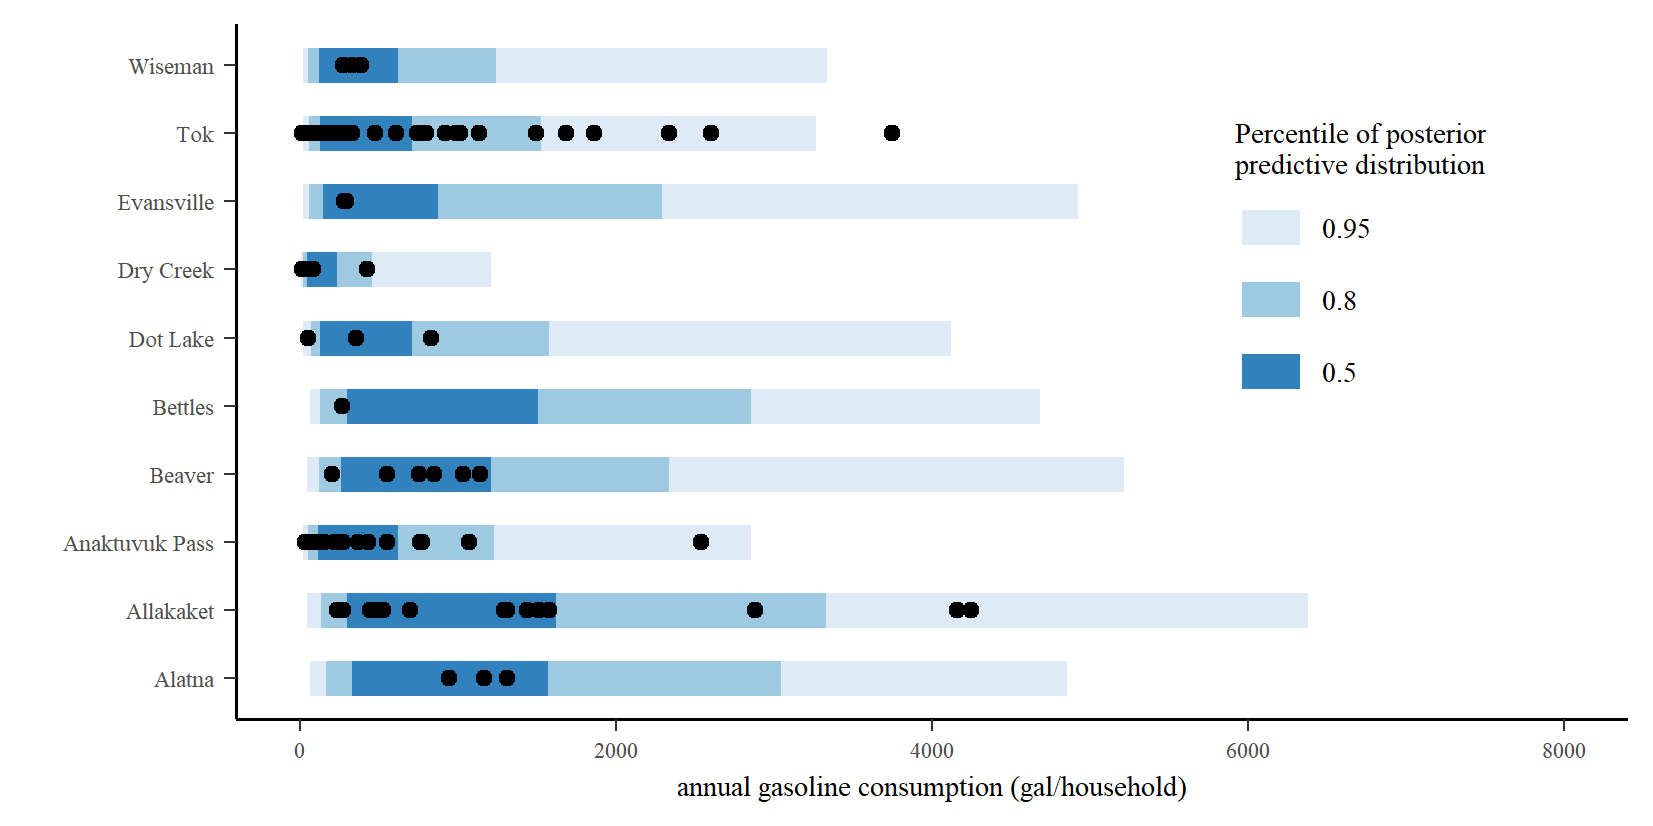 Wiseman
Tok
Evansville
Dry Creek
Dot Lake
Bettles
Beaver
Anaktuvuk Pass
Allakaket
Alatna
0 2000 4000 6000 8000
annual gasoline consumption (gal/household)
Percentile of posterior
predictive distribution
0.95
0.8
0.5